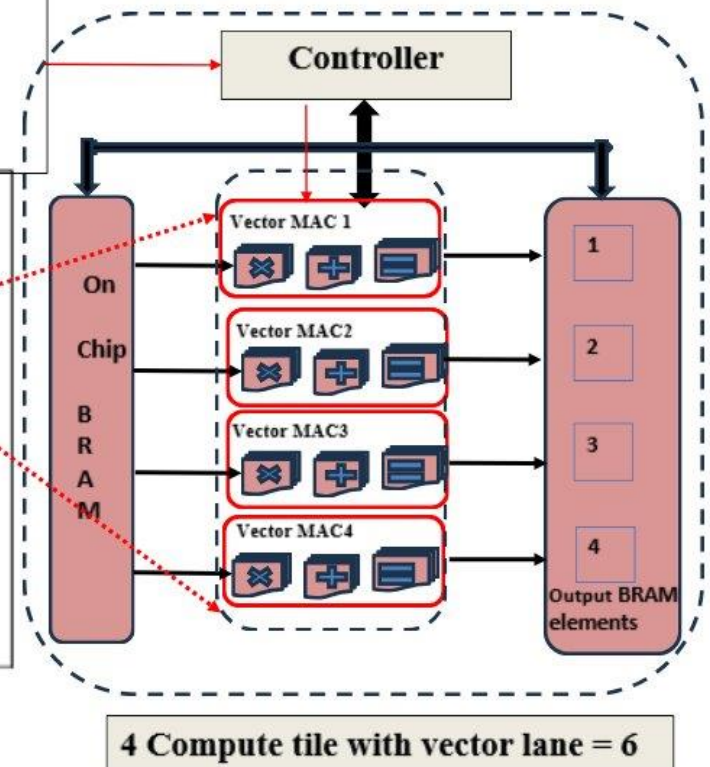 Controller
Vector MAC 1
Vector MAC2
Vector MAC3
Vector MAC4
On
Chip
B
R
A
M
1
2
3
4
Output BRAM
elements
4 Compute tile with vector lane = 6